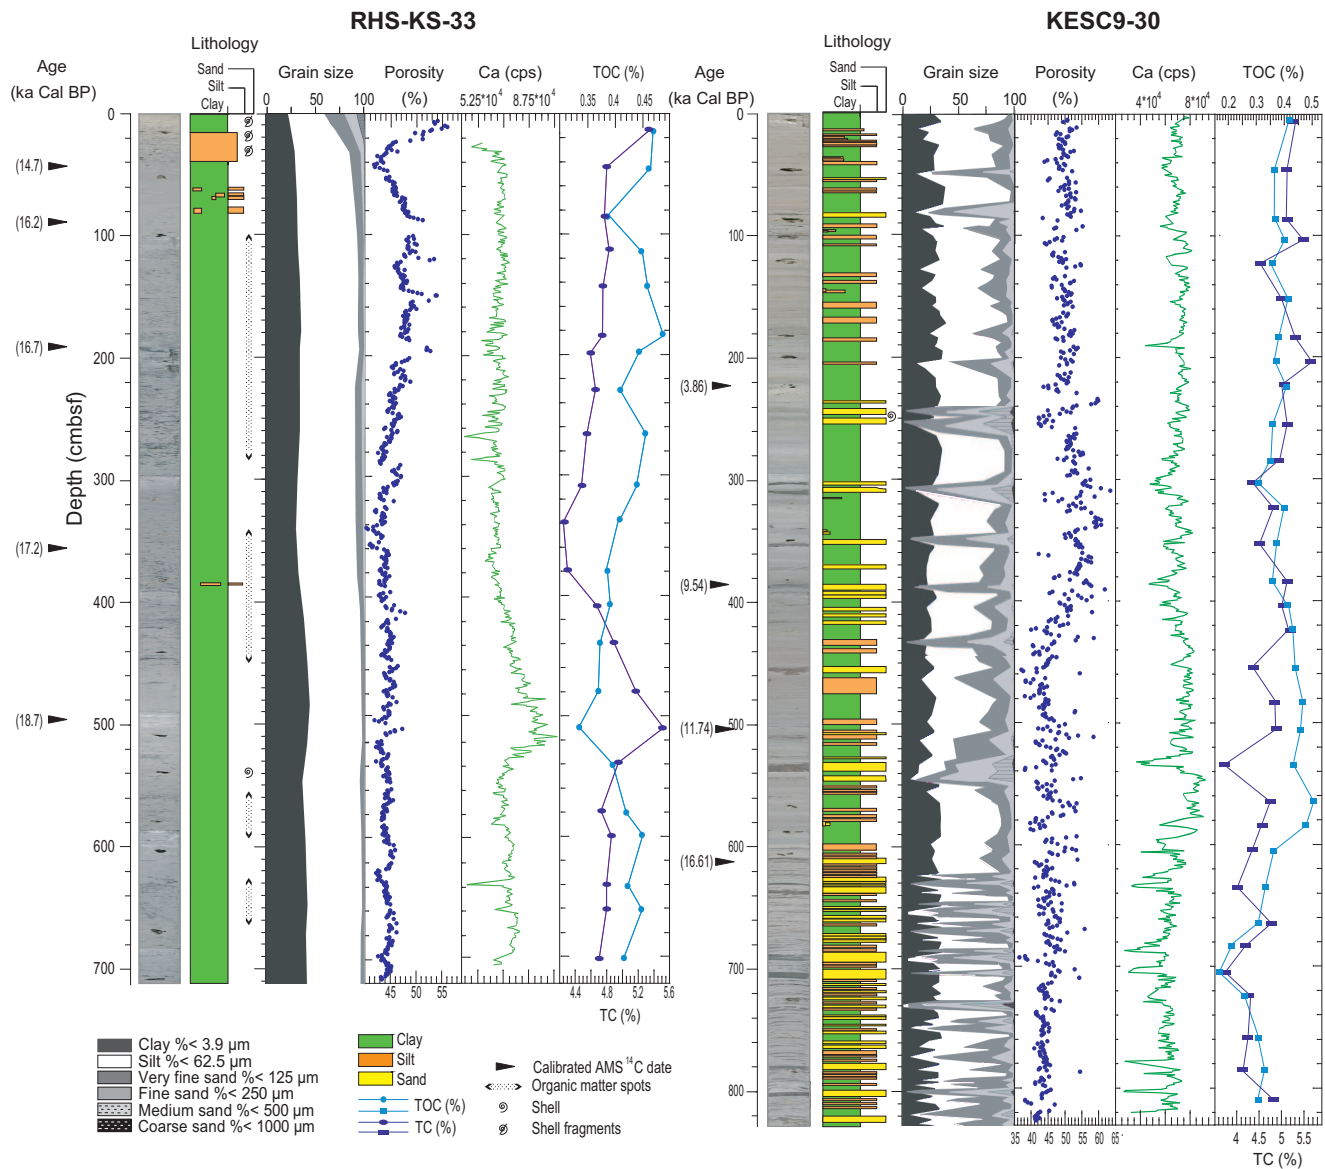 RHS-KS-33
KESC9-30
Lithology
Sand
Silt
Clay
Age
(ka Cal BP)
Grain size
0 50 100
Porosity
(%)
Ca (cps)
5.25*10⁴ 8.75*10⁴
TOC (%)
0.35 0.4 0.45
Age
(ka Cal BP)
Lithology
Sand
Silt
Clay
Grain size
0 50 100
Porosity
(%)
Ca (cps)
4*10⁴ 8*10⁴
TOC (%)
0.2 0.3 0.4 0.5
Depth (cmbsf)
0
100
200
300
400
500
600
700
(14.7)
(16.2)
(16.7)
(17.2)
(18.7)
45 50 55
4.4 4.8 5.2 5.6
TC (%)
0
100
200
300
400
500
600
700
800
(3.86)
(9.54)
(11.74)
(16.61)
35 40 45 50 55 60 65
4 4.5 5 5.5
TC (%)
Clay %< 3.9 µm
Silt %< 62.5 µm
Very fine sand %< 125 µm
Fine sand %< 250 µm
Medium sand %< 500 µm
Coarse sand %< 1000 µm
Clay
Silt
Sand
TOC (%)
TC (%)
Calibrated AMS ¹⁴C date
Organic matter spots
Shell
Shell fragments